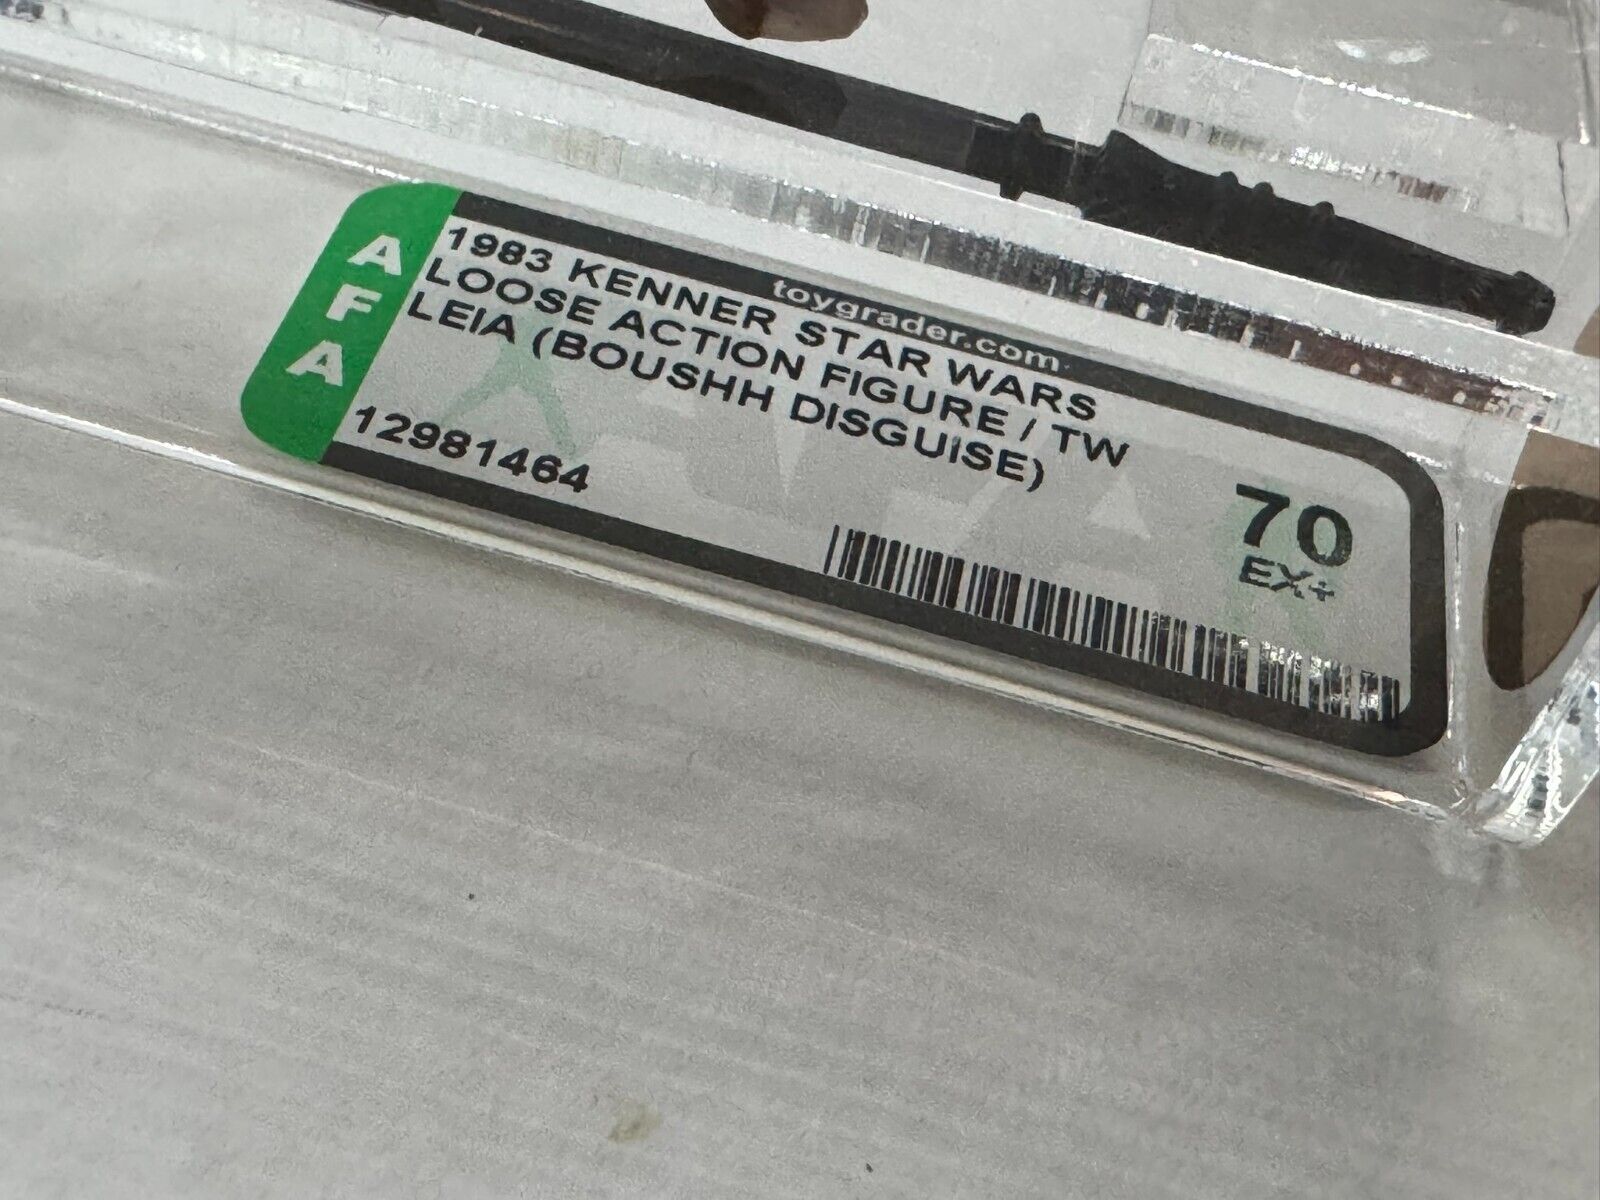 AFA
toygrader.com
1983 KENNER STAR WARS
LOOSE ACTION FIGURE / TW
LEIA (BOUSHH DISGUISE)
12981464
70
EX+